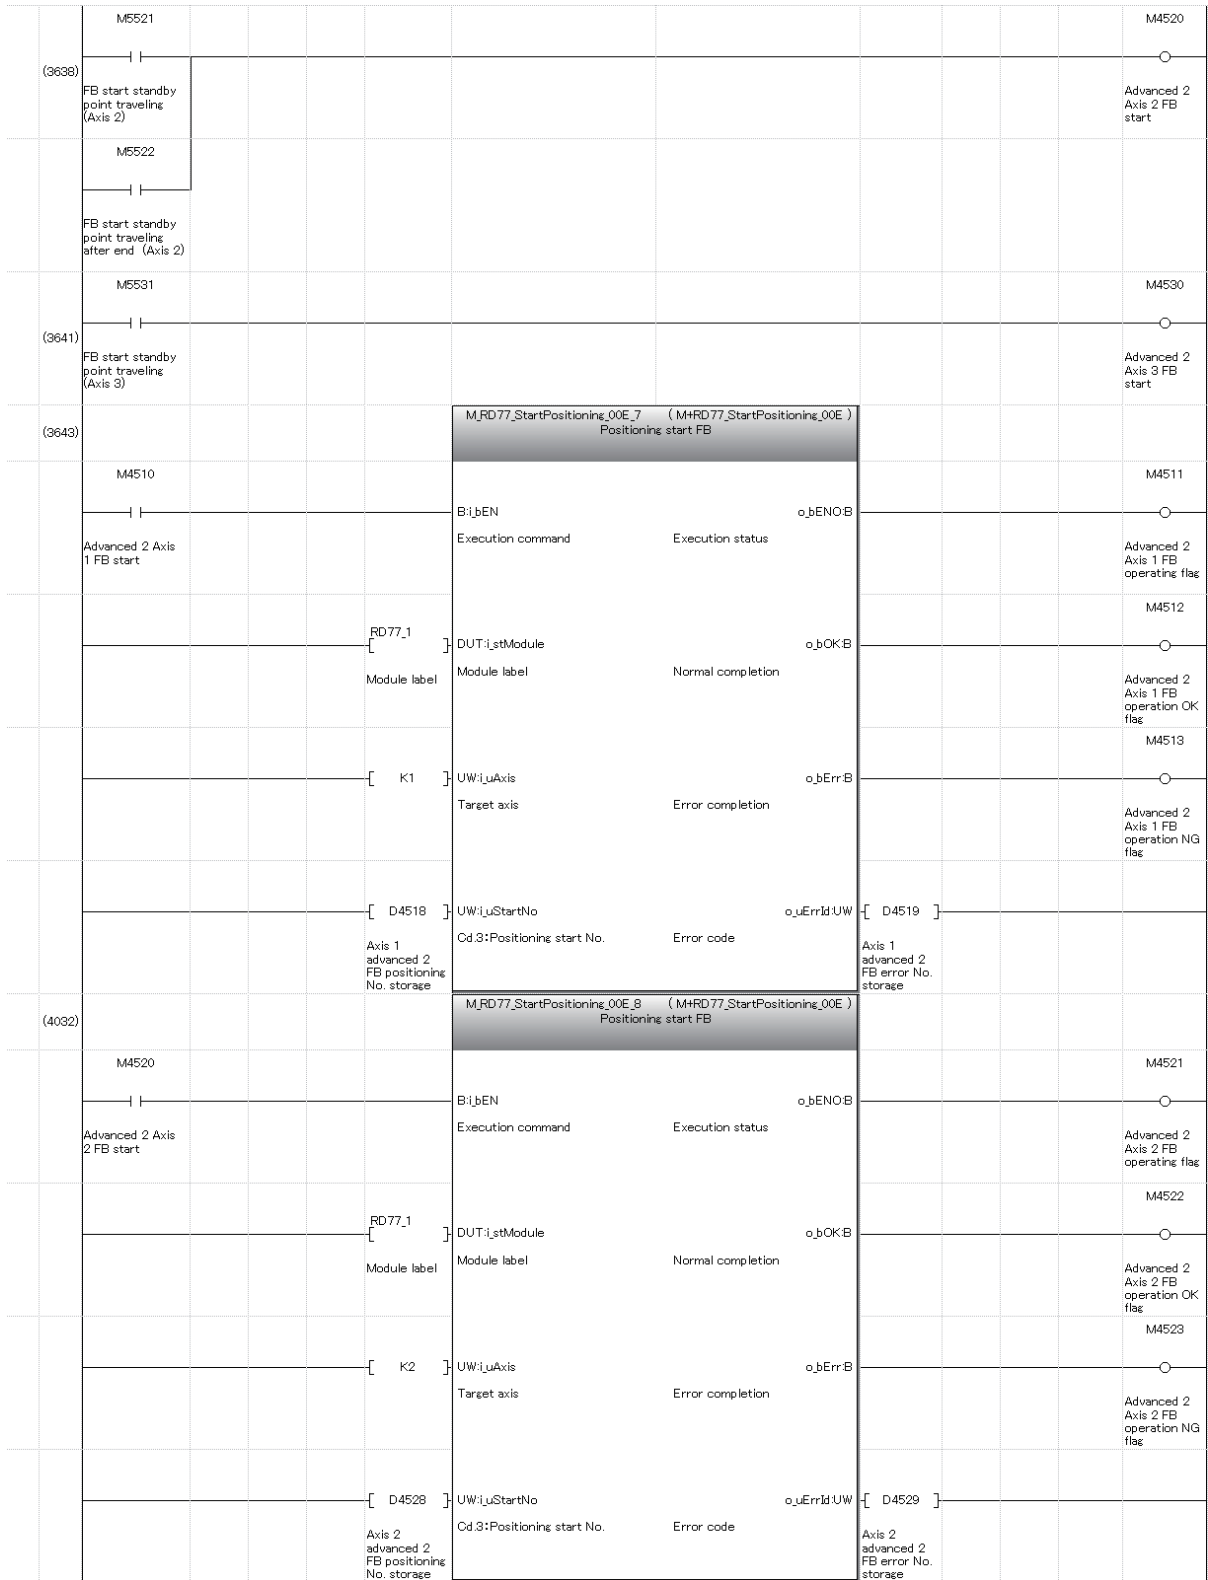 M5521
M4520
(3638)
FB start standby
point traveling
(Axis 2)
Advanced 2
Axis 2 FB
start
M5522
FB start standby
point traveling
after end (Axis 2)
M5531
M4530
(3641)
FB start standby
point traveling
(Axis 3)
Advanced 2
Axis 3 FB
start
(3643)
M_RD77_StartPositioning_00E_7 ( M+RD77_StartPositioning_00E )
Positioning start FB
M4510
M4511
B:i_bEN
o_bENO:B
Execution command
Execution status
Advanced 2 Axis
1 FB start
Advanced 2
Axis 1 FB
operating flag
M4512
RD77_1
DUT:i_stModule
o_bOK:B
Module label
Module label
Normal completion
Advanced 2
Axis 1 FB
operation OK
flag
M4513
K1
UW:i_uAxis
o_bErr:B
Target axis
Error completion
Advanced 2
Axis 1 FB
operation NG
flag
D4518
UW:i_uStartNo
o_uErrId:UW
D4519
Cd.3:Positioning start No.
Error code
Axis 1
advanced 2
FB positioning
No. storage
Axis 1
advanced 2
FB error No.
storage
(4032)
M_RD77_StartPositioning_00E_8 ( M+RD77_StartPositioning_00E )
Positioning start FB
M4520
M4521
B:i_bEN
o_bENO:B
Execution command
Execution status
Advanced 2 Axis
2 FB start
Advanced 2
Axis 2 FB
operating flag
M4522
RD77_1
DUT:i_stModule
o_bOK:B
Module label
Module label
Normal completion
Advanced 2
Axis 2 FB
operation OK
flag
M4523
K2
UW:i_uAxis
o_bErr:B
Target axis
Error completion
Advanced 2
Axis 2 FB
operation NG
flag
D4528
UW:i_uStartNo
o_uErrId:UW
D4529
Cd.3:Positioning start No.
Error code
Axis 2
advanced 2
FB positioning
No. storage
Axis 2
advanced 2
FB error No.
storage